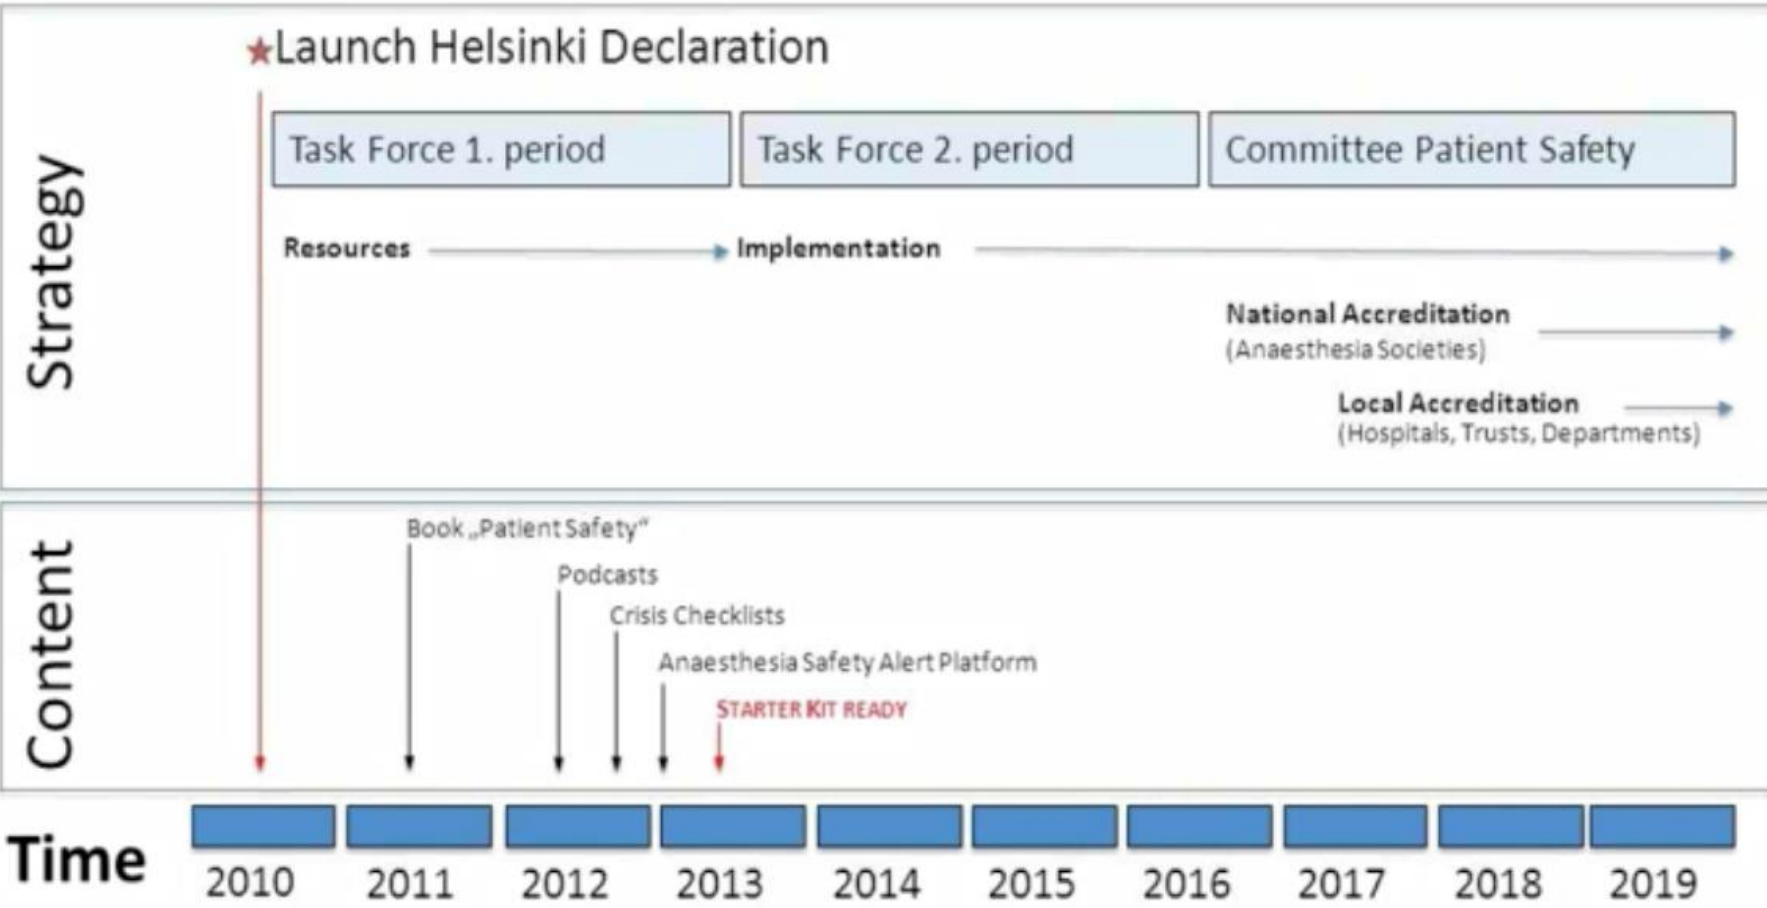 Launch Helsinki Declaration
Strategy
Task Force 1. period
Task Force 2. period
Committee Patient Safety
Resources
Implementation
National Accreditation
(Anaesthesia Societies)
Local Accreditation
(Hospitals, Trusts, Departments)
Content
Book „Patient Safety“
Podcasts
Crisis Checklists
Anaesthesia Safety Alert Platform
STARTER KIT READY
Time
2010
2011
2012
2013
2014
2015
2016
2017
2018
2019